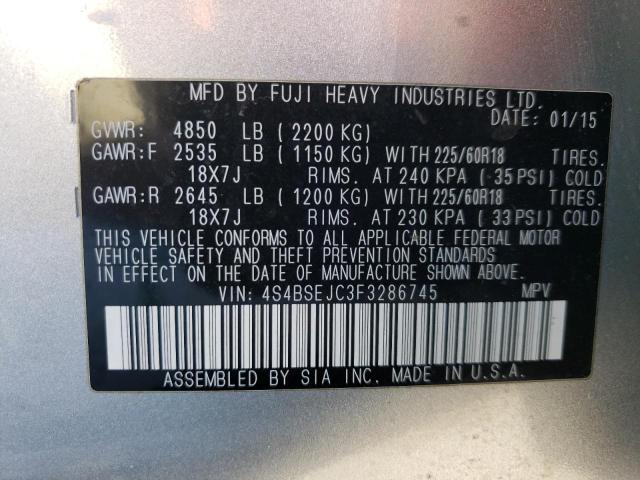 MFD BY FUJI HEAVY INDUSTRIES LTD.
DATE: 01/15
GVWR: 4850 LB (2200 KG)
GAWR:F 2535 LB (1150 KG) WITH 225/60R18 TIRES.
18X7J RIMS. AT 240 KPA (35 PSI) COLD
GAWR:R 2645 LB (1200 KG) WITH 225/60R18 TIRES.
18X7J RIMS. AT 230 KPA (33 PSI) COLD
THIS VEHICLE CONFORMS TO ALL APPLICABLE FEDERAL MOTOR
VEHICLE SAFETY AND THEFT PREVENTION STANDARDS
IN EFFECT ON THE DATE OF MANUFACTURE SHOWN ABOVE.
VIN: 4S4BSEJC3F3286745 MPV
ASSEMBLED BY SIA INC. MADE IN U.S.A.